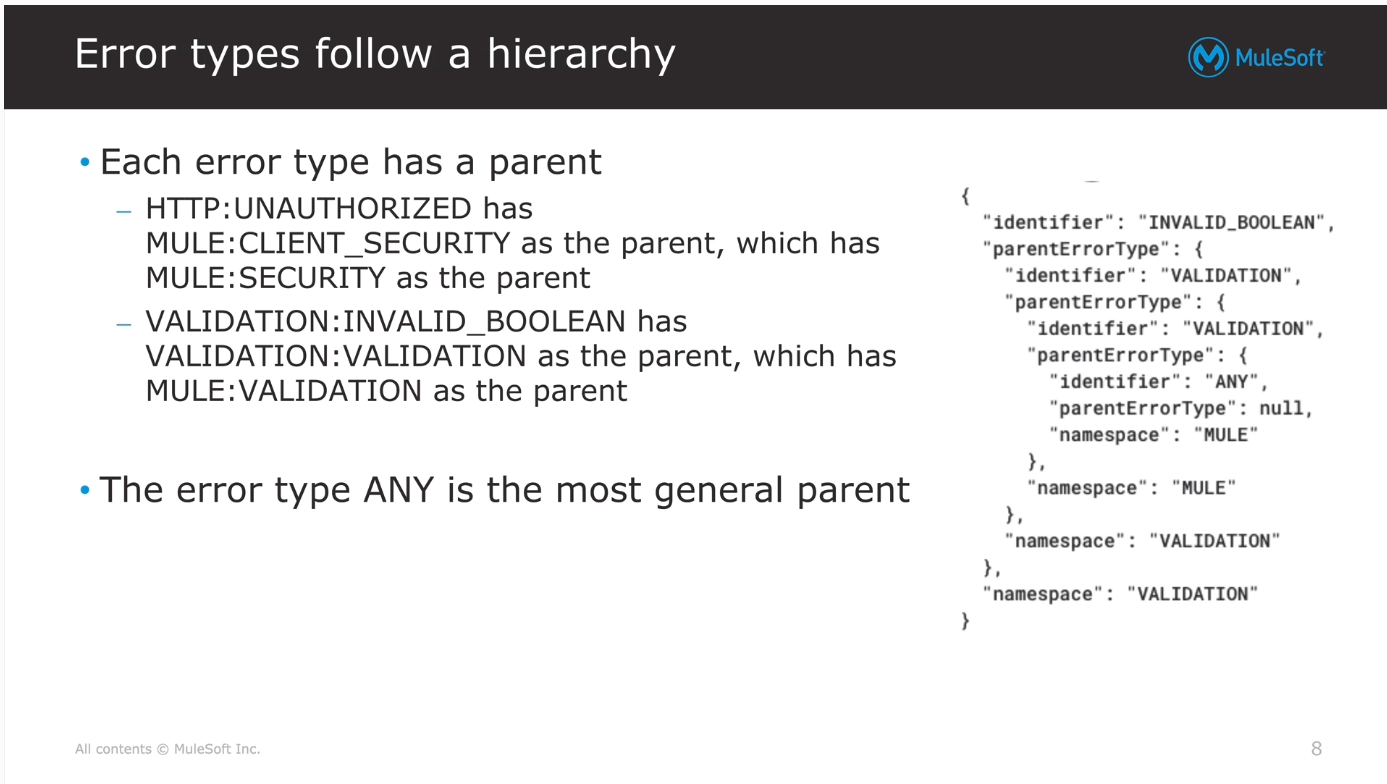 Error types follow a hierarchy
MuleSoft
• Each error type has a parent
– HTTP:UNAUTHORIZED has
MULE:CLIENT_SECURITY as the parent, which has
MULE:SECURITY as the parent
– VALIDATION:INVALID_BOOLEAN has
VALIDATION:VALIDATION as the parent, which has
MULE:VALIDATION as the parent
• The error type ANY is the most general parent
{
"identifier": "INVALID_BOOLEAN",
"parentErrorType": {
"identifier": "VALIDATION",
"parentErrorType": {
"identifier": "VALIDATION",
"parentErrorType": {
"identifier": "ANY",
"parentErrorType": null,
"namespace": "MULE"
},
"namespace": "MULE"
},
"namespace": "VALIDATION"
},
"namespace": "VALIDATION"
}
All contents © MuleSoft Inc.
8